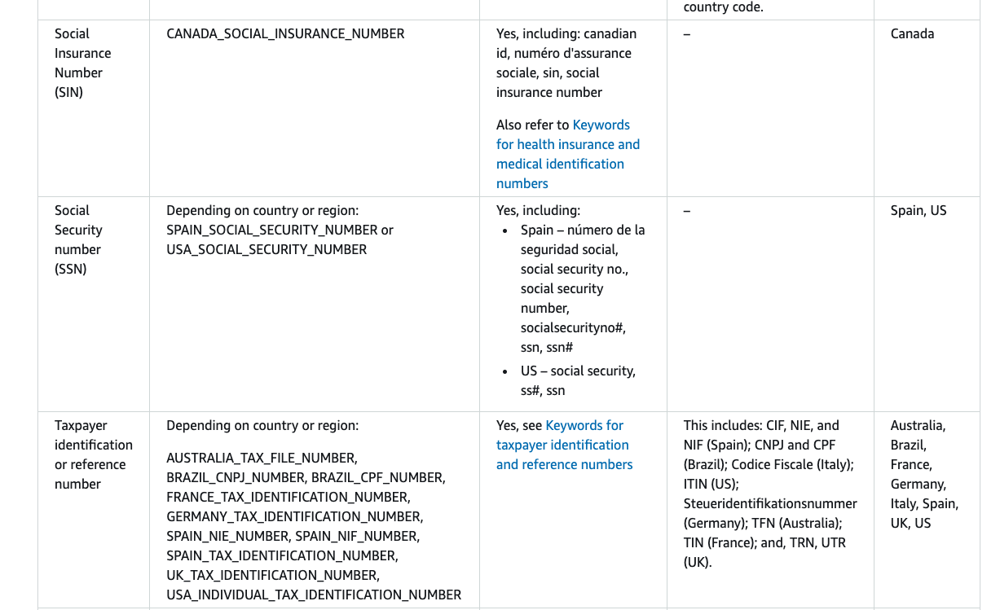 country code.
Social
Insurance
Number
(SIN)
CANADA_SOCIAL_INSURANCE_NUMBER
Yes, including: canadian
id, numéro d'assurance
sociale, sin, social
insurance number
Also refer to Keywords
for health insurance and
medical identification
numbers
–
Canada
Social
Security
number
(SSN)
Depending on country or region:
SPAIN_SOCIAL_SECURITY_NUMBER or
USA_SOCIAL_SECURITY_NUMBER
Yes, including:
• Spain – número de la
seguridad social,
social security no.,
social security
number,
socialsecurityno#,
ssn, ssn#
• US – social security,
ss#, ssn
–
Spain, US
Taxpayer
identification
or reference
number
Depending on country or region:
AUSTRALIA_TAX_FILE_NUMBER,
BRAZIL_CNPJ_NUMBER, BRAZIL_CPF_NUMBER,
FRANCE_TAX_IDENTIFICATION_NUMBER,
GERMANY_TAX_IDENTIFICATION_NUMBER,
SPAIN_NIE_NUMBER, SPAIN_NIF_NUMBER,
SPAIN_TAX_IDENTIFICATION_NUMBER,
UK_TAX_IDENTIFICATION_NUMBER,
USA_INDIVIDUAL_TAX_IDENTIFICATION_NUMBER
Yes, see Keywords for
taxpayer identification
and reference numbers
This includes: CIF, NIE, and
NIF (Spain); CNPJ and CPF
(Brazil); Codice Fiscale (Italy);
ITIN (US);
Steueridentifikationsnummer
(Germany); TFN (Australia);
TIN (France); and, TRN, UTR
(UK).
Australia,
Brazil,
France,
Germany,
Italy, Spain,
UK, US